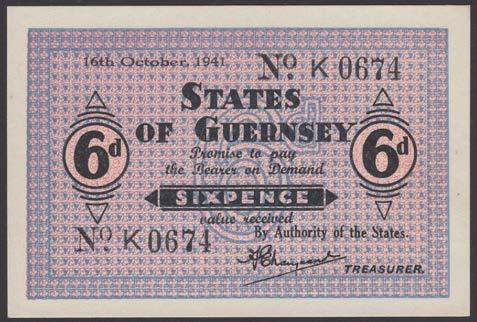 16th October, 1941. No K 0674
STATES
OF GUERNSEY
6d 6d
Promise to pay
the Bearer on Demand
SIXPENCE
value received
No K 0674 By Authority of the States.
TREASURER.